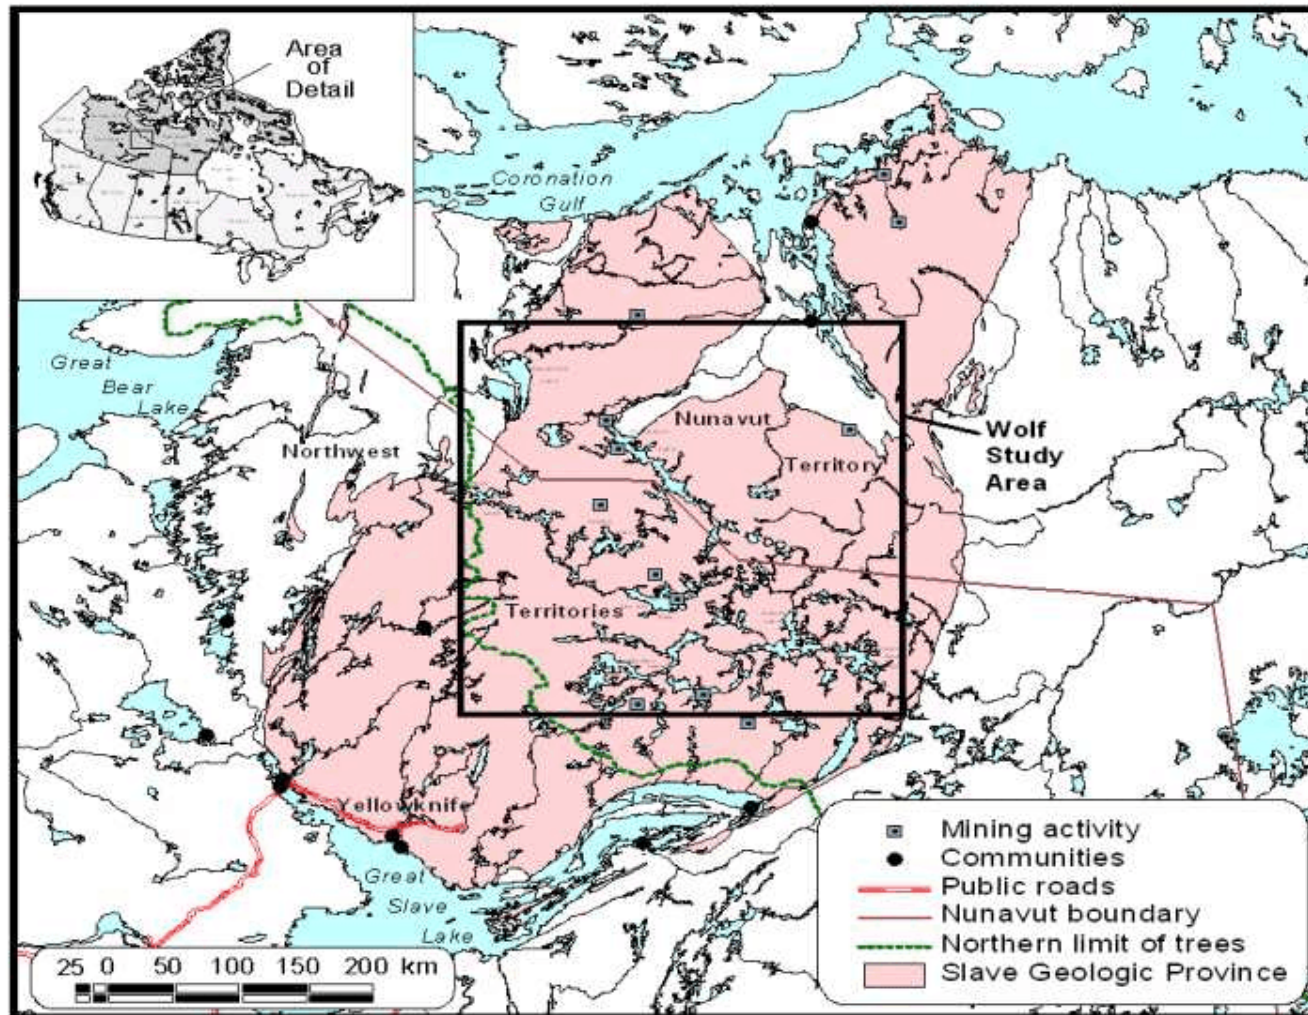 Area
of
Detail
Coronation
Gulf
Great
Bear
Lake
Northwest
Nunavut
Territory
Wolf
Study
Area
Territories
Yellowknife
Great
Slave
Lake
Mining activity
Communities
Public roads
Nunavut boundary
Northern limit of trees
Slave Geologic Province
25 0 50 100 150 200 km